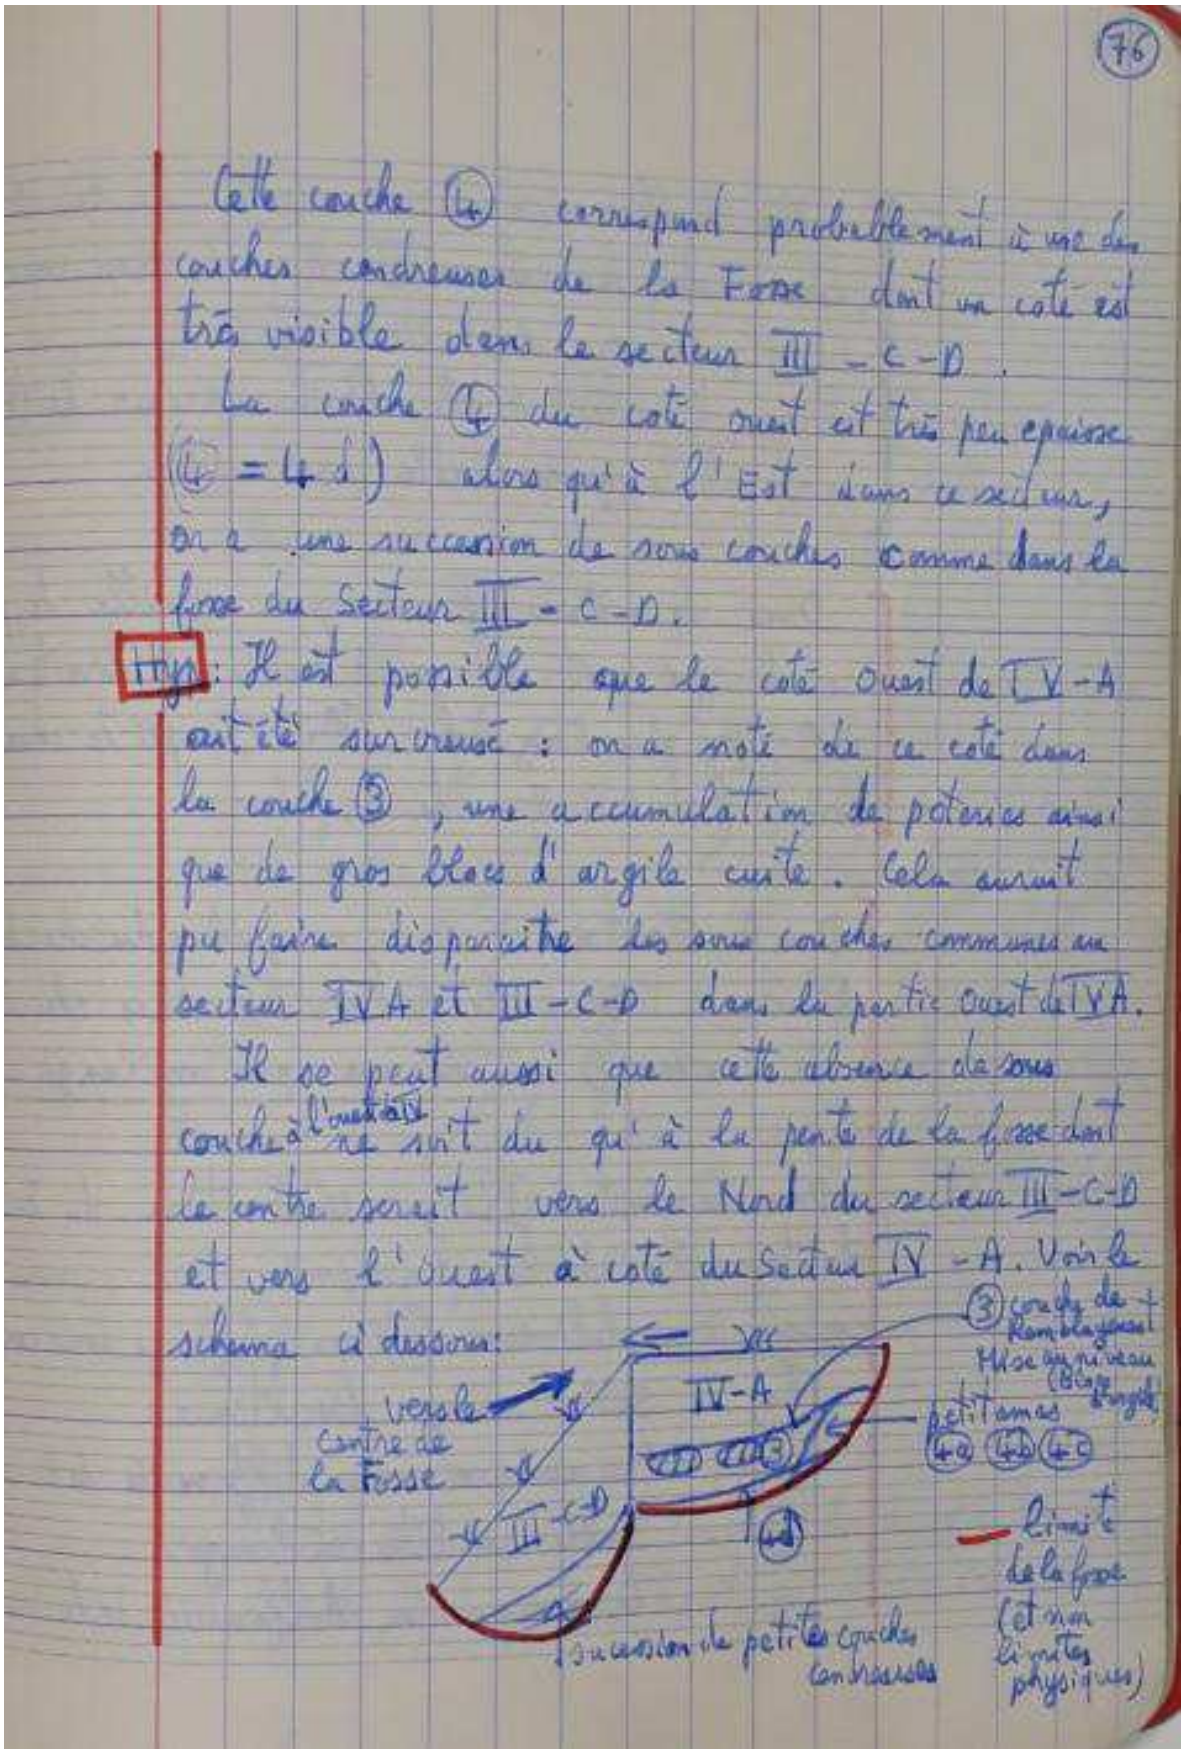 76
Cette couche ④ correspond probablement à une des
couches cendreuses de la Fosse dont un coté est
très visible dans le secteur III - C - D.
La couche ④ du coté ouest est très peu epaisse
(④ = 4 d) alors qu'à l'Est dans ce secteur,
on a une succession de sous couches comme dans la
fosse du Secteur III - C - D.
Hyp : Il est possible que le coté Ouest de IV - A
ait été surcreusé : on a noté de ce coté dans
la couche ③, une accumulation de poteries ainsi
que de gros blocs d'argile cuite. Cela aurait
pu faire disparaitre les sous couches communes au
secteur IV A et III - C - D dans la partie Ouest de IV A.
Il se peut aussi que cette absence de sous
couche à l'ouest
ne soit du qu'à la pente de la fosse dont
le centre serait vers le Nord du secteur III - C - D
et vers l'Ouest à coté du Secteur IV - A. Voir le
schema ci dessous :
③ couche de +
Remblayement
Mise au niveau
(Blocs
Argile)
IV - A
vers le
centre de
la Fosse
petit amas
④a ④b ④c
③
III - C - D
④d
limite
de la fosse
(et non
limites
physiques)
succession de petites couches
cendreuses